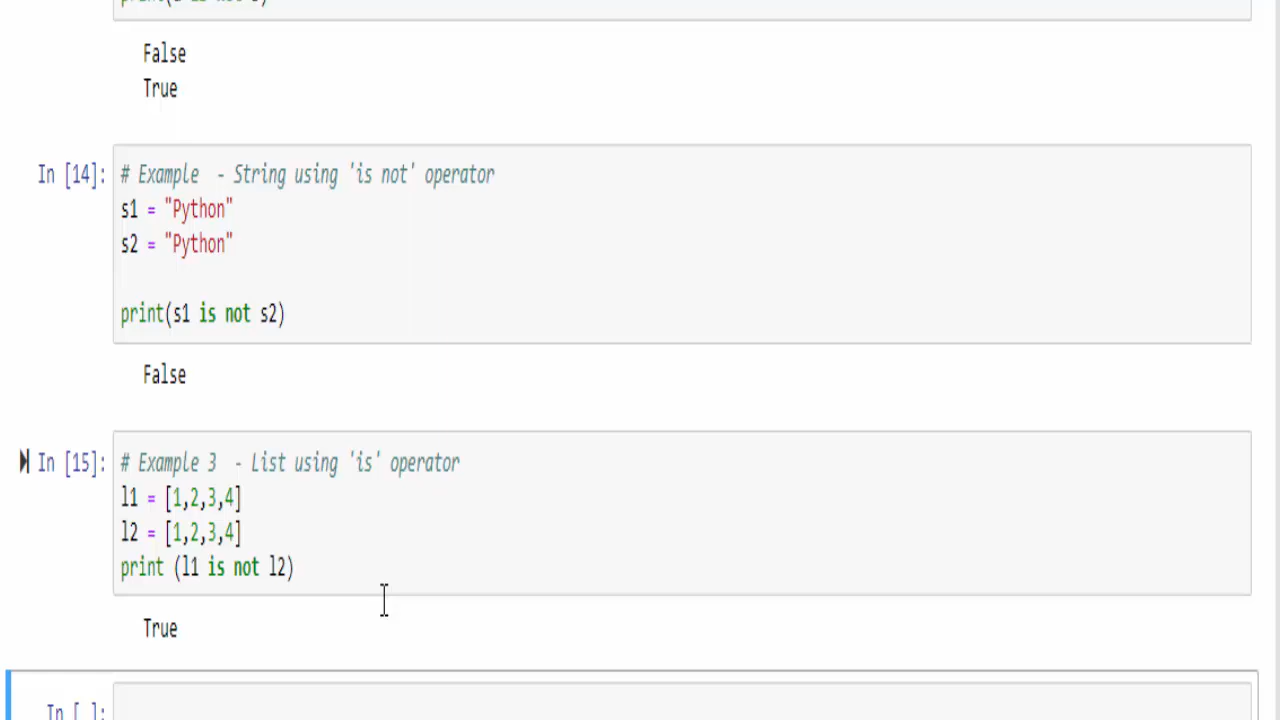 False
True
In [14]:
# Example  - String using 'is not' operator
s1 = "Python"
s2 = "Python"
print(s1 is not s2)
False
In [15]:
# Example 3  - List using 'is' operator
l1 = [1,2,3,4]
l2 = [1,2,3,4]
print (l1 is not l2)
True
In [ ]: